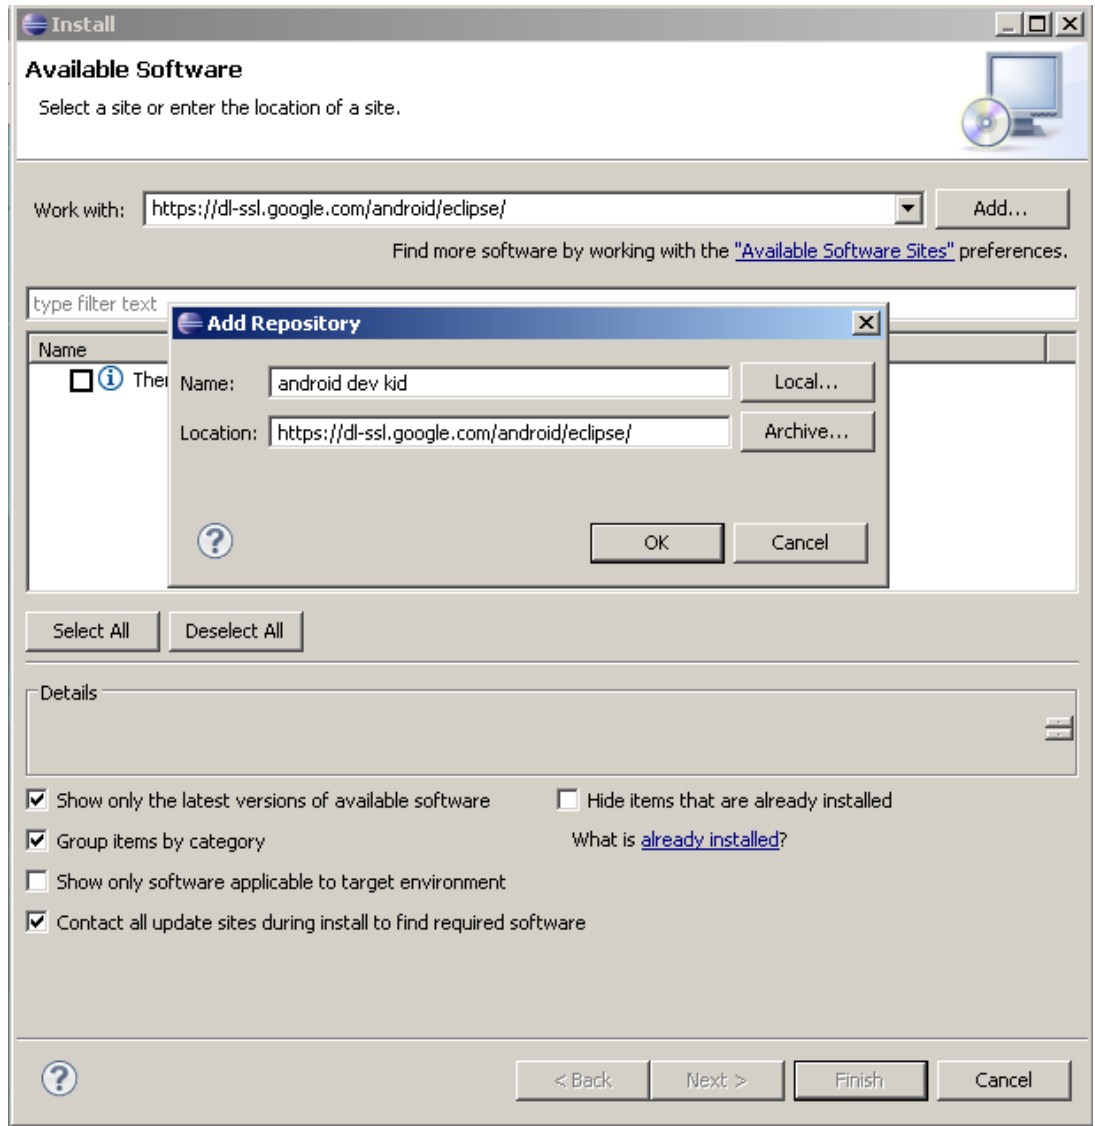 Install
Available Software
Select a site or enter the location of a site.
Work with: https://dl-ssl.google.com/android/eclipse/ Add...
Find more software by working with the "Available Software Sites" preferences.
type filter text
Add Repository
Name
Name: android dev kid Local...
Location: https://dl-ssl.google.com/android/eclipse/ Archive...
? OK Cancel
Select All Deselect All
Details
Show only the latest versions of available software Hide items that are already installed
Group items by category What is already installed?
Show only software applicable to target environment
Contact all update sites during install to find required software
? < Back Next > Finish Cancel